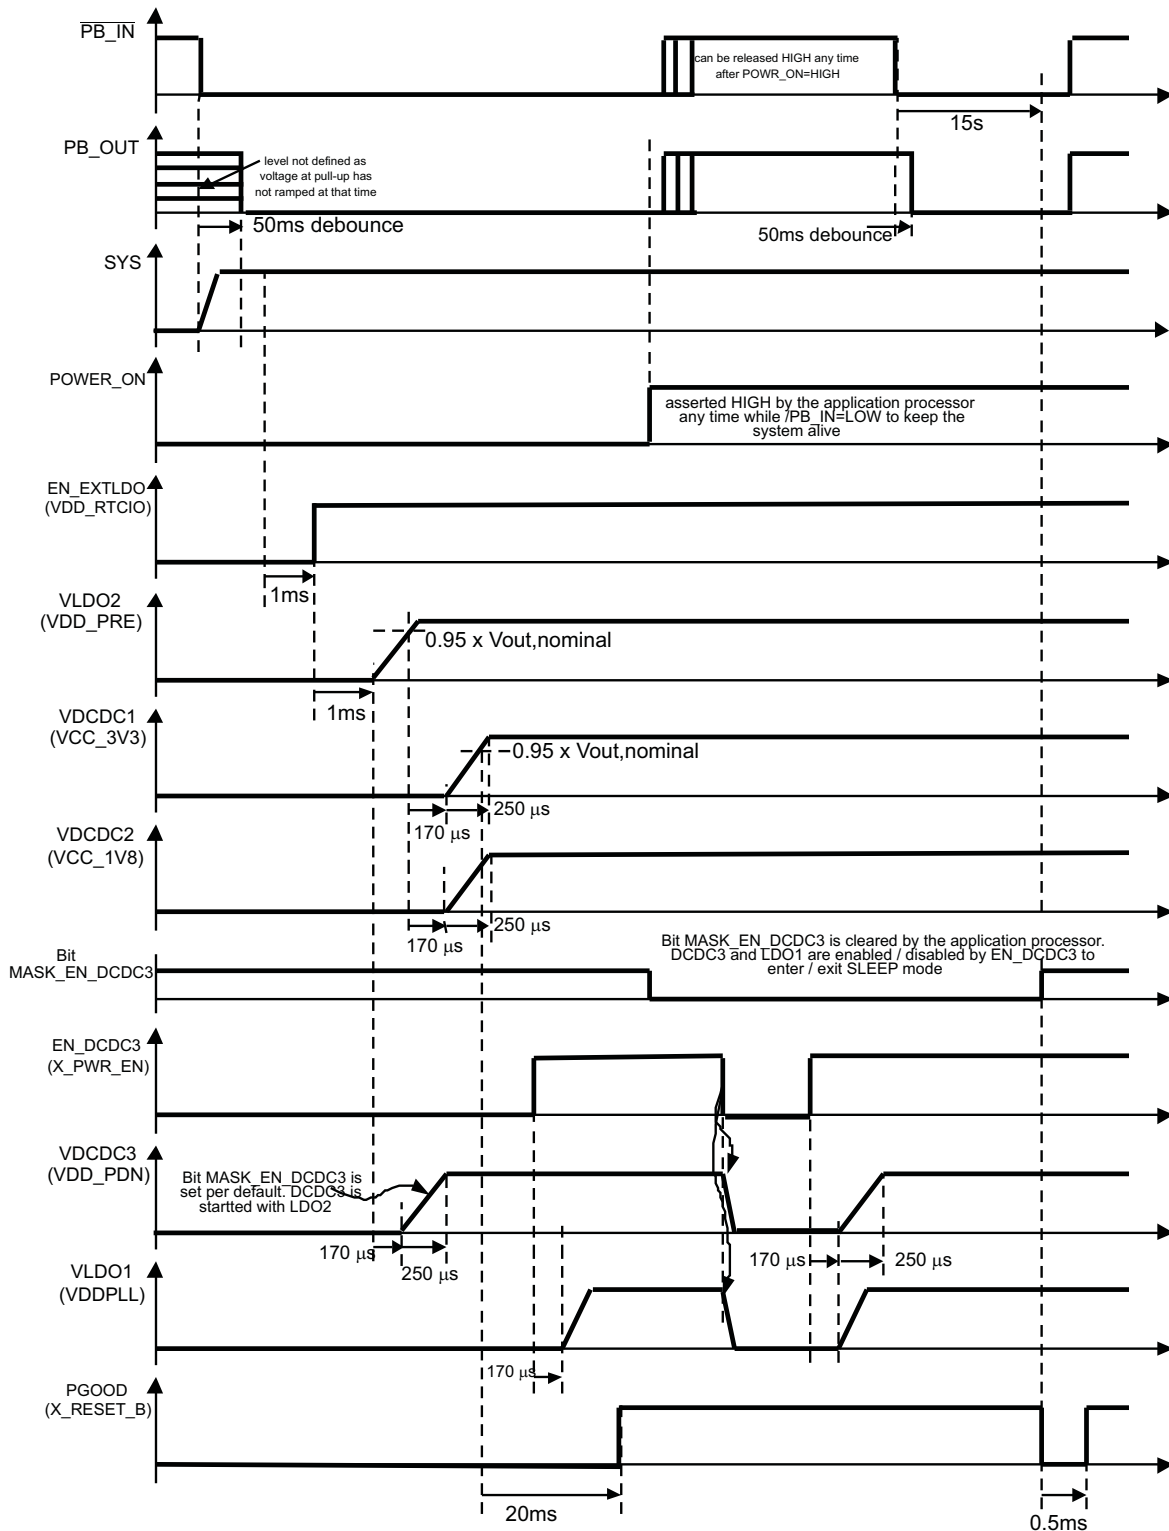 PB_IN
can be released HIGH any time
after POWR_ON=HIGH
15s
PB_OUT
level not defined as
voltage at pull-up has
not ramped at that time
50ms debounce
50ms debounce
SYS
POWER_ON
asserted HIGH by the application processor
any time while /PB_IN=LOW to keep the
system alive
EN_EXTLDO
(VDD_RTCIO)
1ms
VLDO2
(VDD_PRE)
0.95 x Vout,nominal
1ms
VDCDC1
(VCC_3V3)
0.95 x Vout,nominal
250 μs
170 μs
VDCDC2
(VCC_1V8)
250 μs
170 μs
Bit
MASK_EN_DCDC3
Bit MASK_EN_DCDC3 is cleared by the application processor.
DCDC3 and LDO1 are enabled / disabled by EN_DCDC3 to
enter / exit SLEEP mode
EN_DCDC3
(X_PWR_EN)
VDCDC3
(VDD_PDN)
Bit MASK_EN_DCDC3 is
set per default. DCDC3 is
startted with LDO2
170 μs
250 μs
170 μs
250 μs
VLDO1
(VDDPLL)
170 μs
PGOOD
(X_RESET_B)
20ms
0.5ms